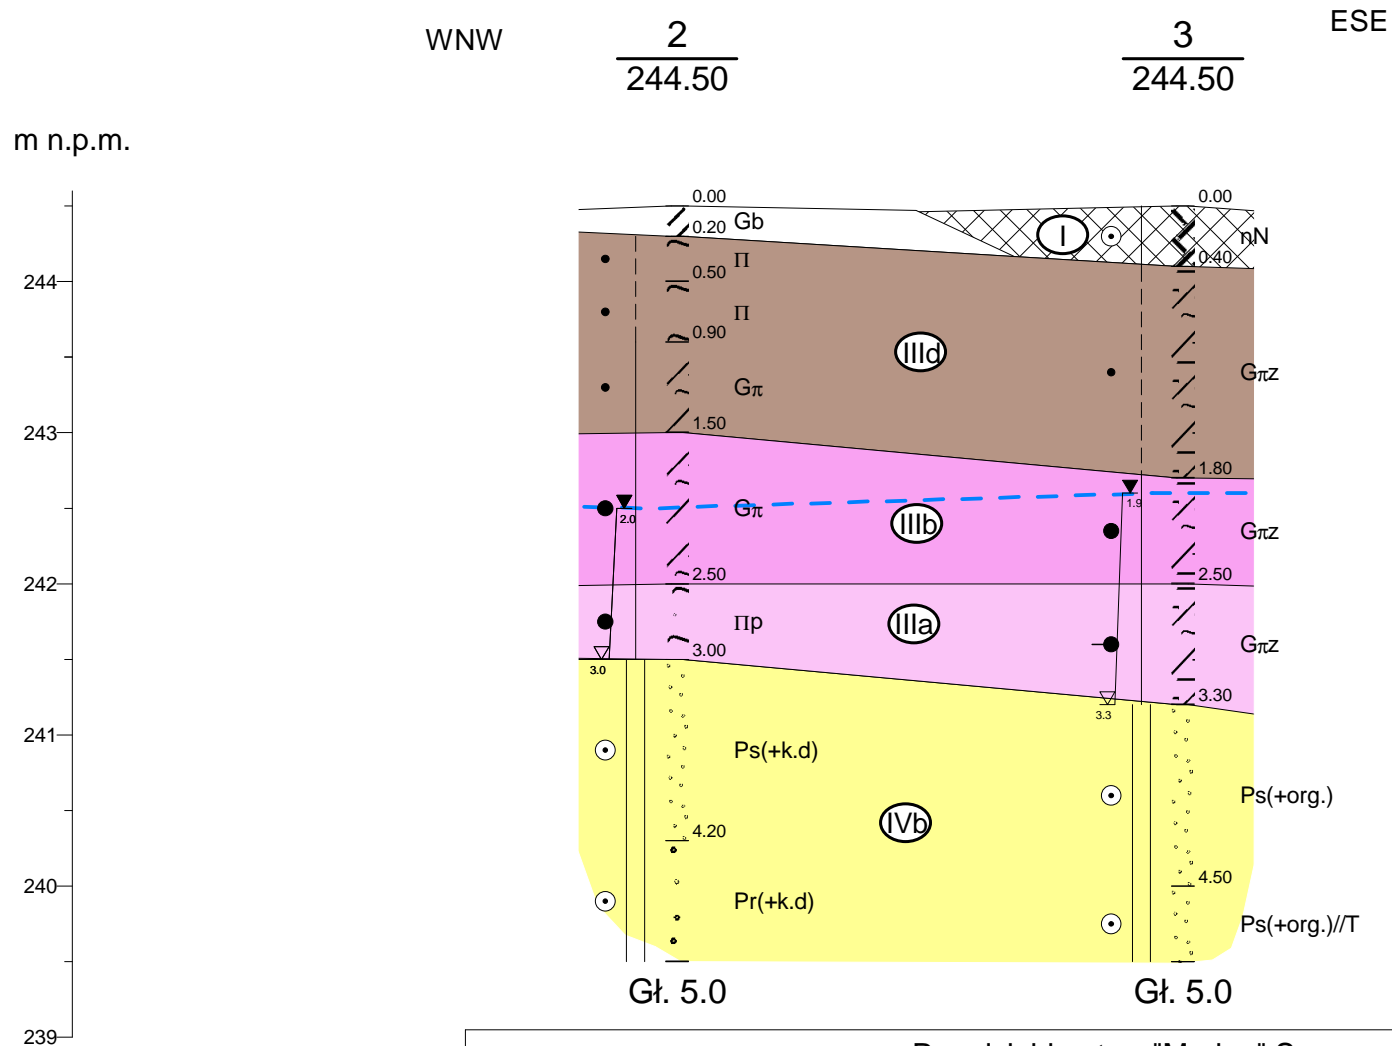 WNW
2
3
ESE
244.50
244.50
m n.p.m.
0.00
0.00
0.20
Gb
I
nN
0.40
Π
0.50
244
Π
0.90
IIId
Gπ
Gπz
1.50
243
1.80
2.0
Gπ
IIIb
1.9
Gπz
2.50
2.50
242
Πp
IIIa
Gπz
3.00
3.0
3.30
3.3
241
Ps(+k.d)
Ps(+org.)
IVb
4.20
4.50
240
Pr(+k.d)
Ps(+org.)//T
Gł. 5.0
Gł. 5.0
239